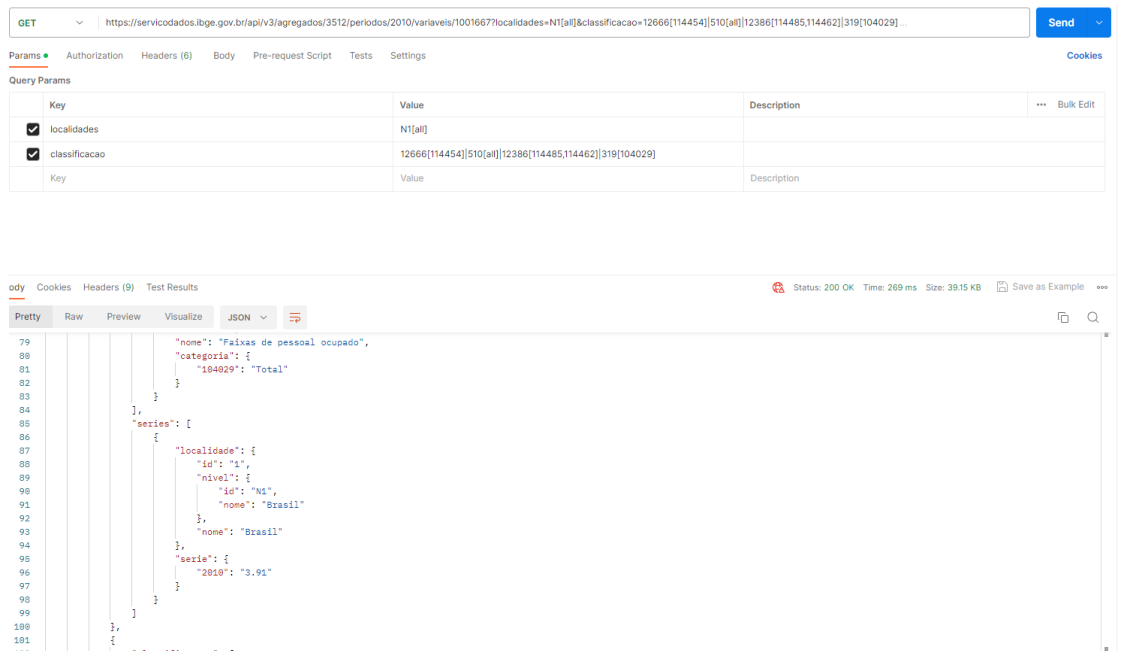 GET https://servicodados.ibge.gov.br/api/v3/agregados/3512/periodos/2010/variaveis/1001667?localidades=N1[all]&classificacao=12666[114454]|510[all]|12386[114485,114462]|319[104029] ... Send
Params Authorization Headers (6) Body Pre-request Script Tests Settings Cookies
Query Params
Key Value Description ... Bulk Edit
localidades N1[all]
classificacao 12666[114454]|510[all]|12386[114485,114462]|319[104029]
Key Value Description
ody Cookies Headers (9) Test Results Status: 200 OK Time: 269 ms Size: 39.15 KB Save as Example
Pretty Raw Preview Visualize JSON
79 "nome": "Faixas de pessoal ocupado",
80 "categoria": {
81 "104029": "Total"
82 }
83 }
84 ],
85 "series": [
86 {
87 "localidade": {
88 "id": "1",
89 "nivel": {
90 "id": "N1",
91 "nome": "Brasil"
92 },
93 "nome": "Brasil"
94 },
95 "serie": {
96 "2010": "3.91"
97 }
98 }
99 ]
100 },
101 {